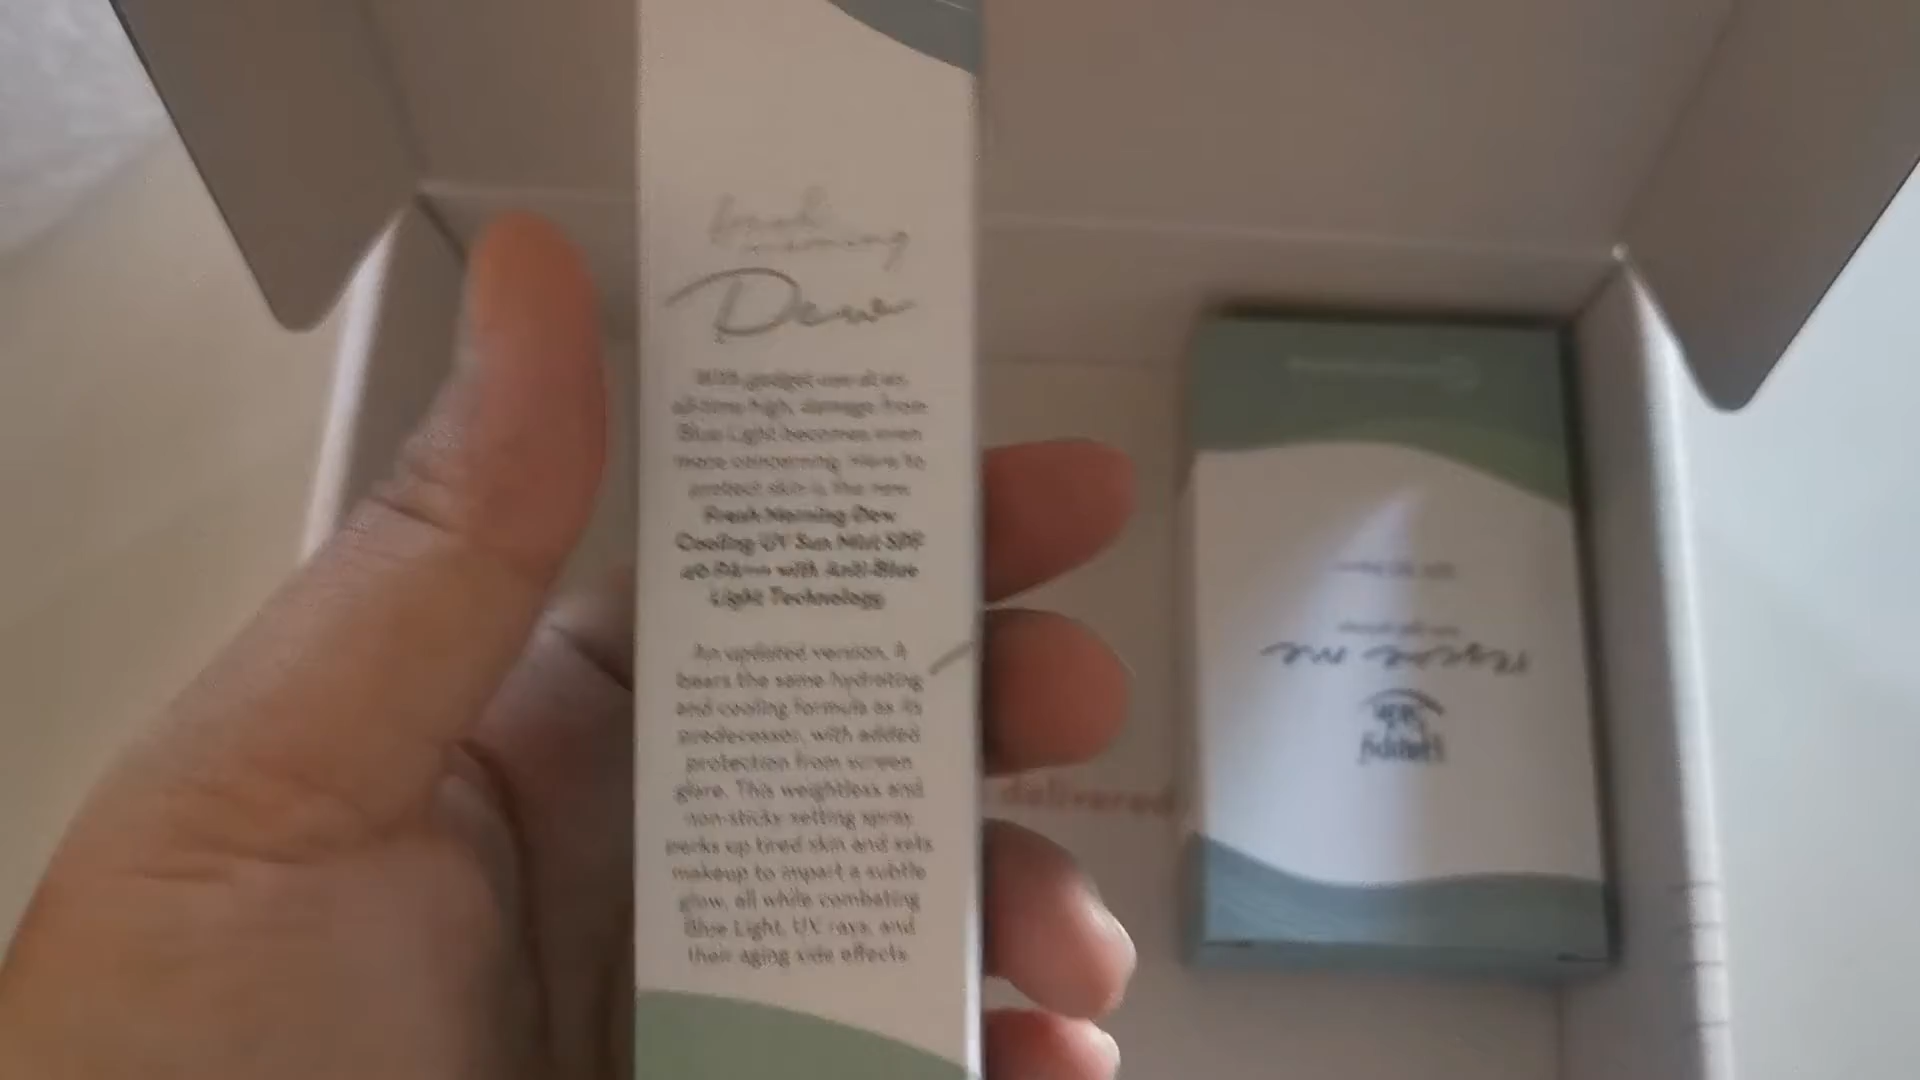 fresh
morning
Dew
With gadget use at an
all-time high, damage from
Blue Light becomes even
more concerning. Here to
protect skin is the new
Fresh Morning Dew
Cooling UV Sun Mist SPF
40 PA+++ with Anti-Blue
Light Technology
An updated version, it
bears the same hydrating
and cooling formula as its
predecessor, with added
protection from screen
glare. This weightless and
non-sticky setting spray
perks up tired skin and sets
makeup to impart a subtle
glow, all while combating
Blue Light, UV rays, and
their aging side effects.
delivered
happy
skin
me